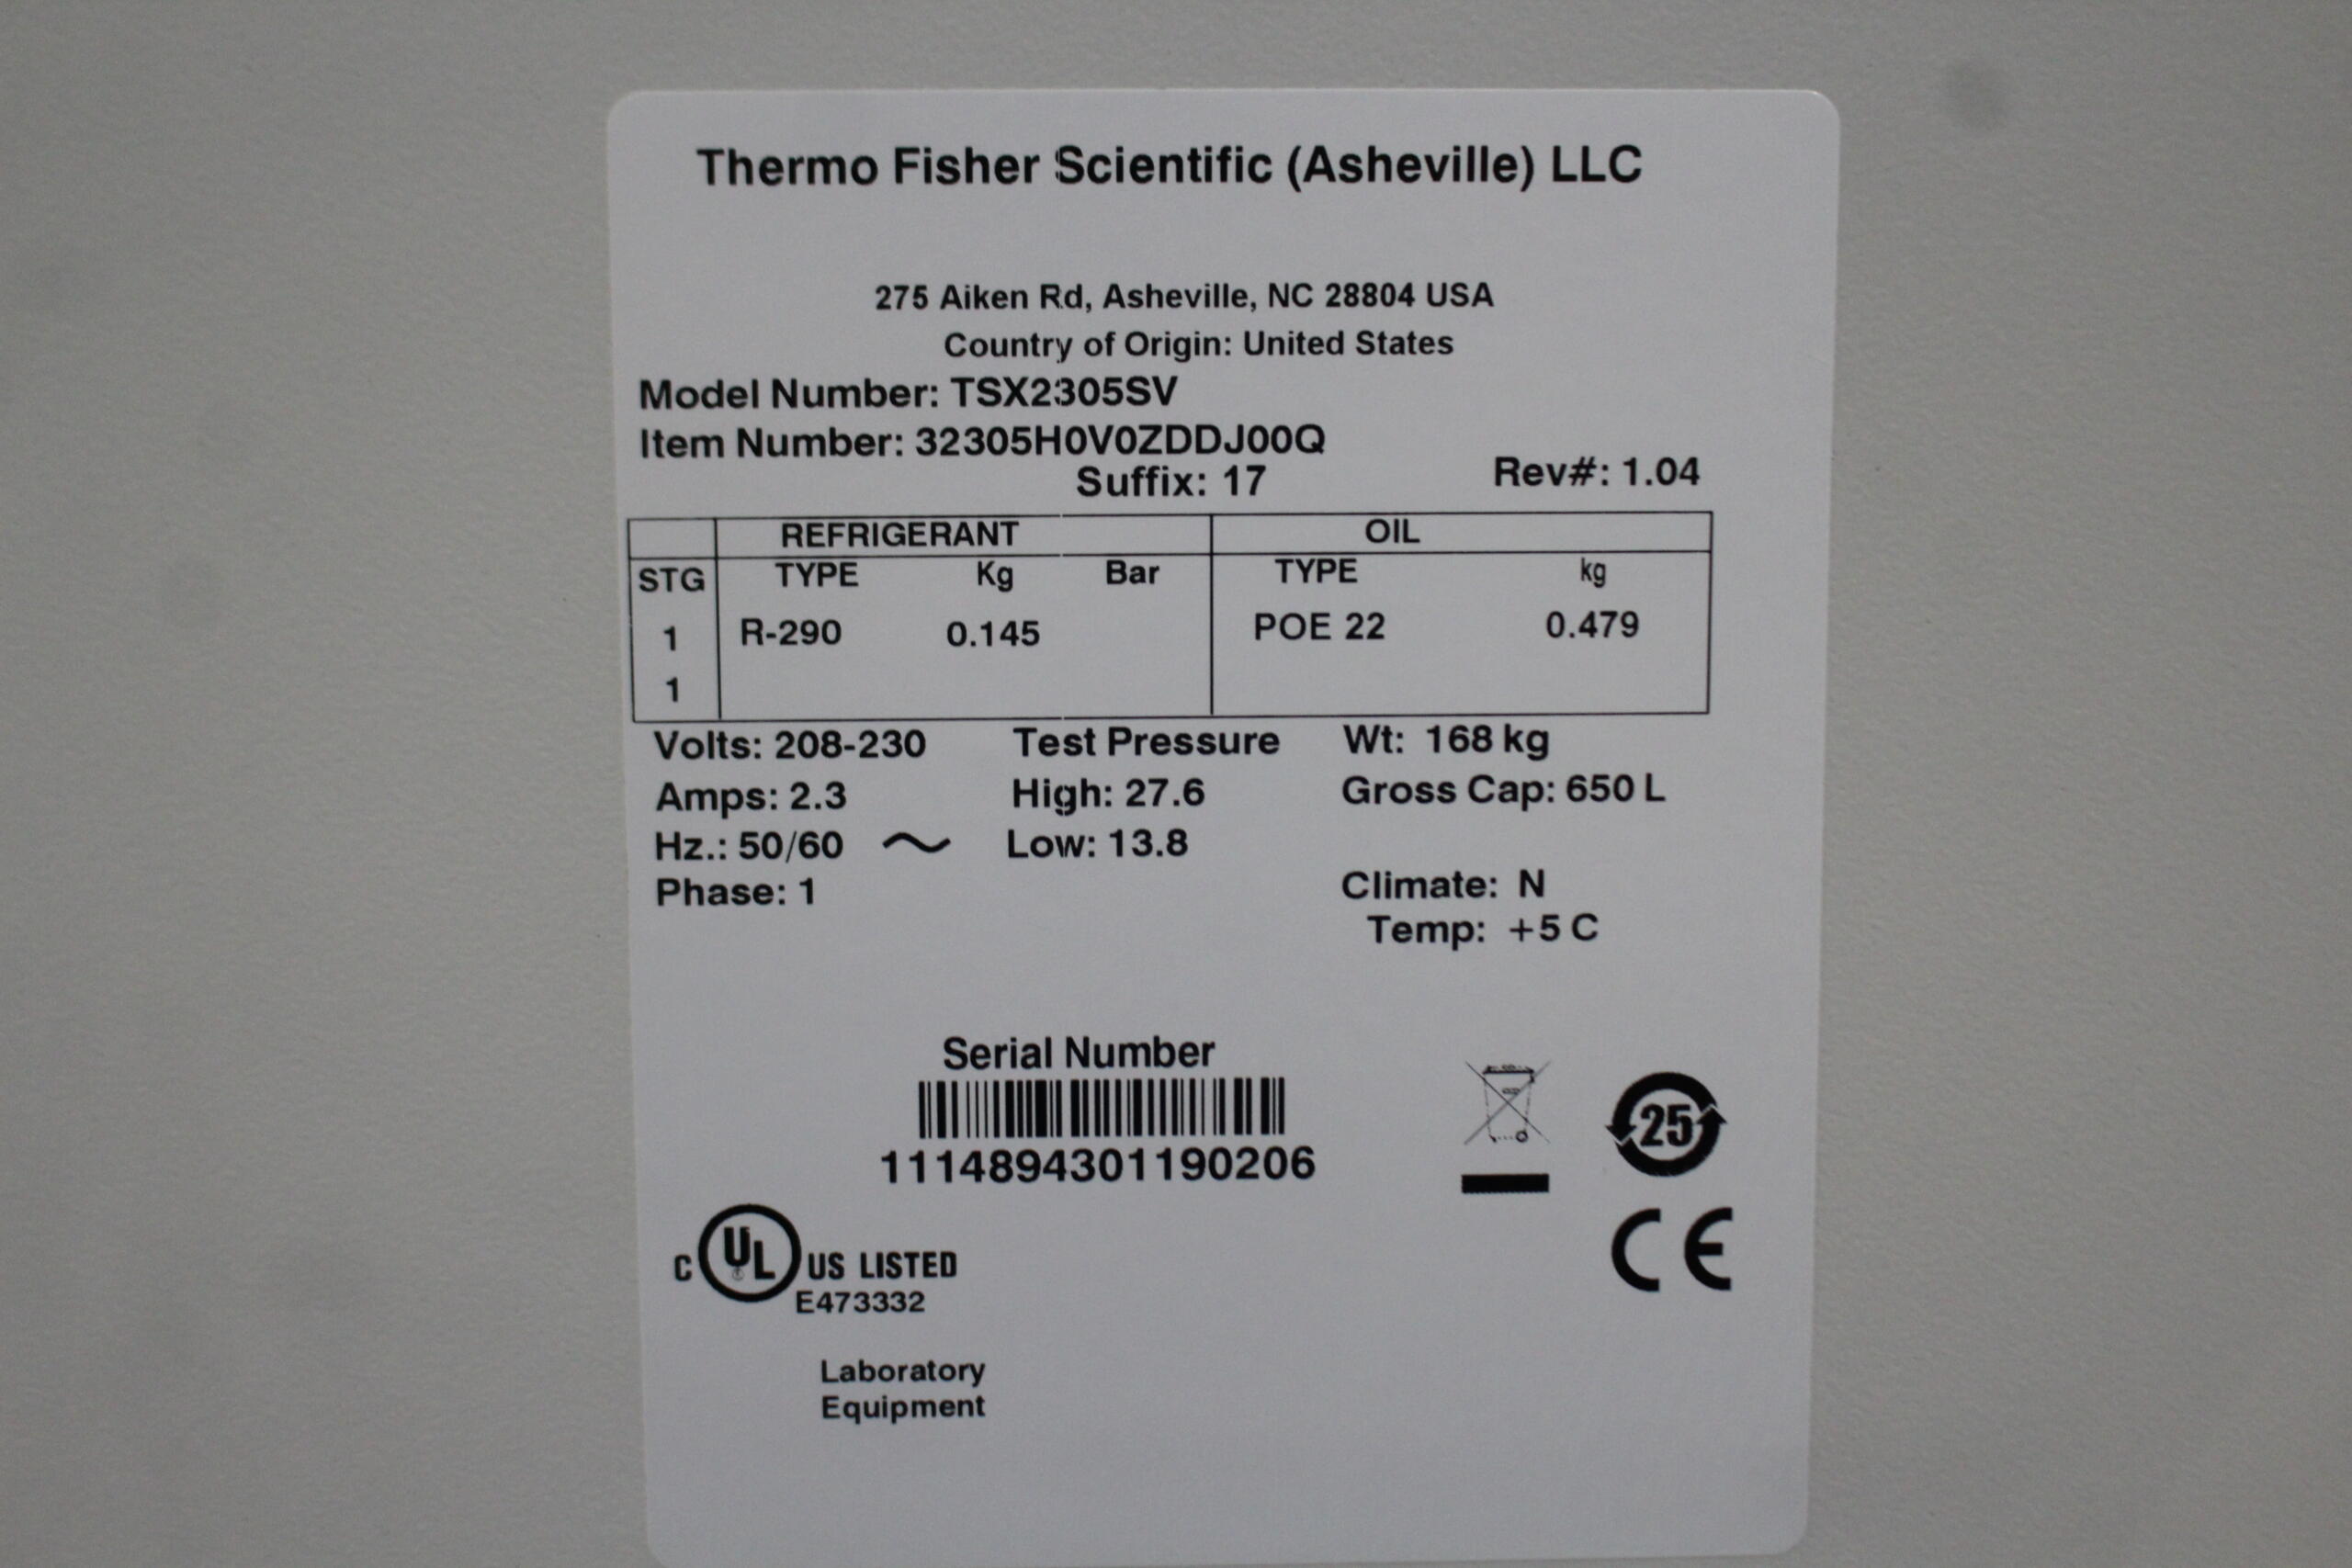 Thermo Fisher Scientific (Asheville) LLC
275 Aiken Rd, Asheville, NC 28804 USA
Country of Origin: United States
Model Number: TSX2305SV
Item Number: 32305H0V0ZDDJ00Q
Suffix: 17 Rev#: 1.04
REFRIGERANT OIL
STG TYPE Kg Bar TYPE kg
1 R-290 0.145 POE 22 0.479
1
Volts: 208-230 Test Pressure Wt: 168 kg
Amps: 2.3 High: 27.6 Gross Cap: 650 L
Hz.: 50/60 ~ Low: 13.8
Phase: 1 Climate: N
Temp: +5 C
Serial Number
1114894301190206
25
C UL US LISTED CE
E473332
Laboratory
Equipment